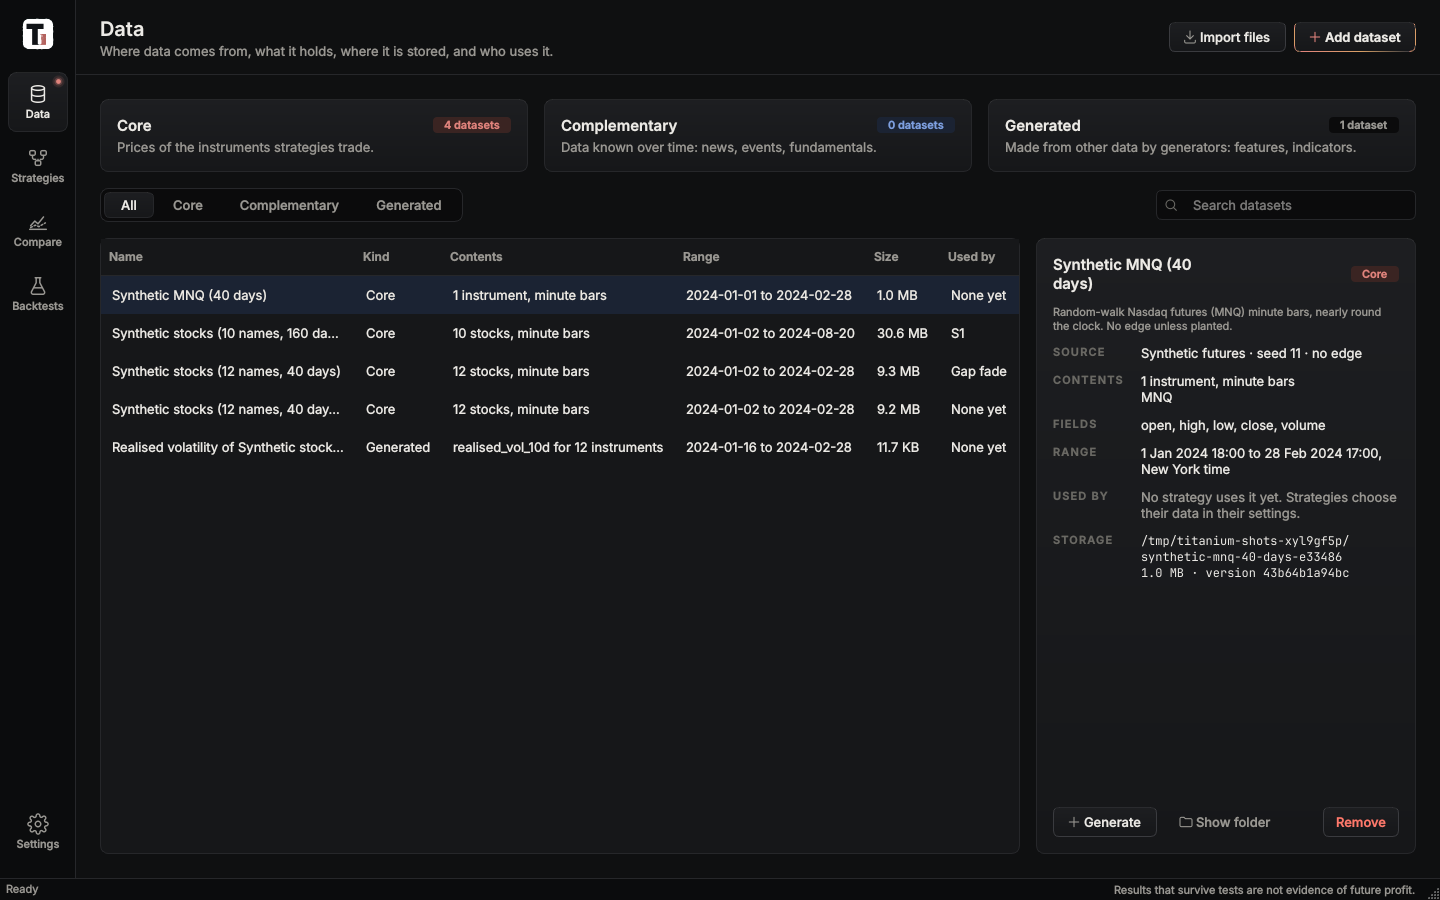 Ti
Data
Where data comes from, what it holds, where it is stored, and who uses it.
Import files
+ Add dataset
Data
Strategies
Compare
Backtests
Settings
Core
4 datasets
Prices of the instruments strategies trade.
Complementary
0 datasets
Data known over time: news, events, fundamentals.
Generated
1 dataset
Made from other data by generators: features, indicators.
All Core Complementary Generated
Search datasets
Name Kind Contents Range Size Used by
Synthetic MNQ (40 days) Core 1 instrument, minute bars 2024-01-01 to 2024-02-28 1.0 MB None yet
Synthetic stocks (10 names, 160 da... Core 10 stocks, minute bars 2024-01-02 to 2024-08-20 30.6 MB S1
Synthetic stocks (12 names, 40 days) Core 12 stocks, minute bars 2024-01-02 to 2024-02-28 9.3 MB Gap fade
Synthetic stocks (12 names, 40 day... Core 12 stocks, minute bars 2024-01-02 to 2024-02-28 9.2 MB None yet
Realised volatility of Synthetic stock... Generated realised_vol_10d for 12 instruments 2024-01-16 to 2024-02-28 11.7 KB None yet
Synthetic MNQ (40
days)
Core
Random-walk Nasdaq futures (MNQ) minute bars, nearly round
the clock. No edge unless planted.
SOURCE Synthetic futures · seed 11 · no edge
CONTENTS 1 instrument, minute bars
MNQ
FIELDS open, high, low, close, volume
RANGE 1 Jan 2024 18:00 to 28 Feb 2024 17:00,
New York time
USED BY No strategy uses it yet. Strategies choose
their data in their settings.
STORAGE /tmp/titanium-shots-xyl9gf5p/
synthetic-mnq-40-days-e33486
1.0 MB · version 43b64b1a94bc
+ Generate
Show folder
Remove
Ready
Results that survive tests are not evidence of future profit.